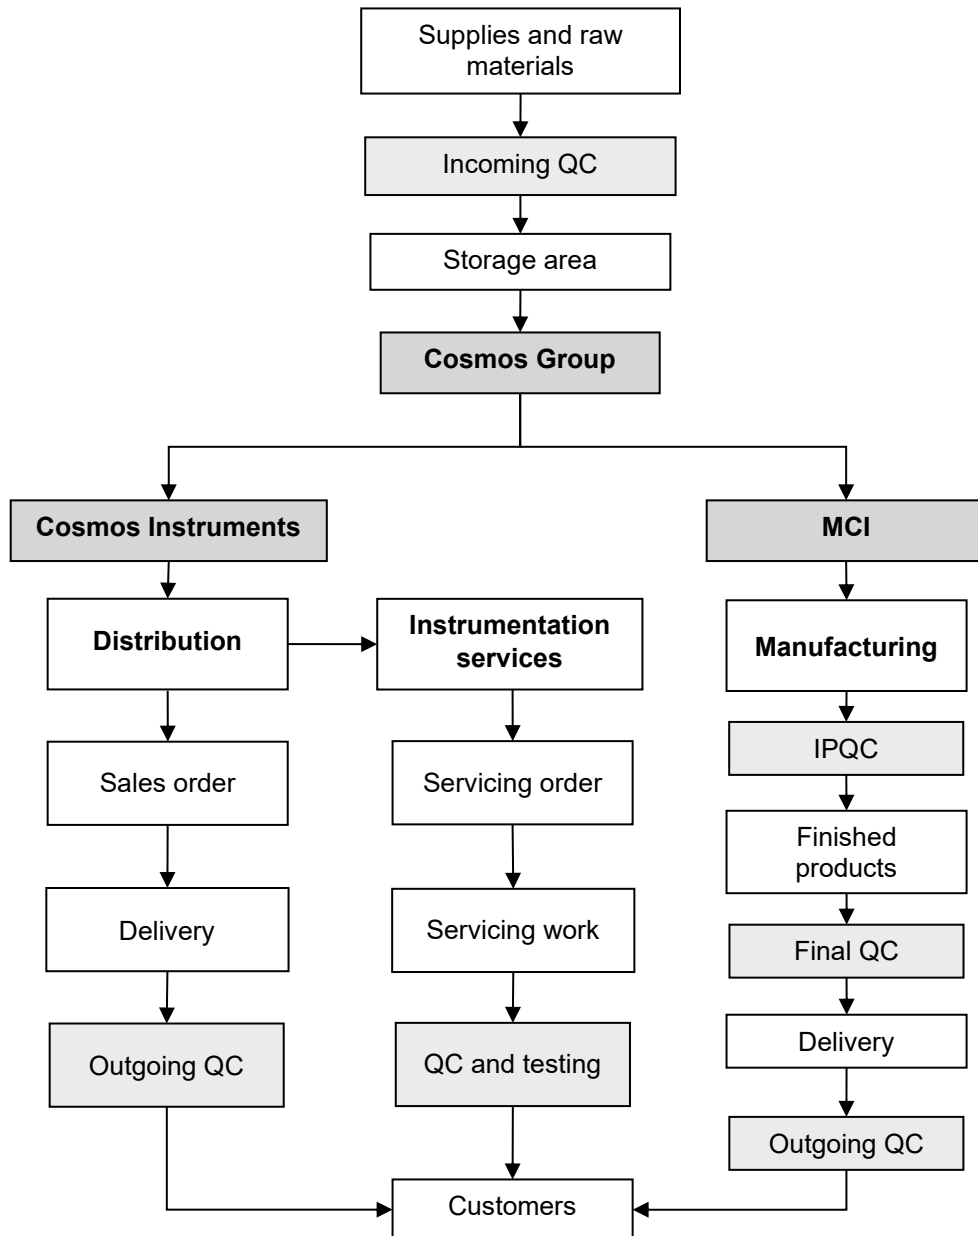 Supplies and raw
materials
Incoming QC
Storage area
Cosmos Group
Cosmos Instruments
MCI
Distribution
Instrumentation
services
Manufacturing
IPQC
Sales order
Servicing order
Finished
products
Delivery
Servicing work
Final QC
Delivery
Outgoing QC
QC and testing
Outgoing QC
Customers